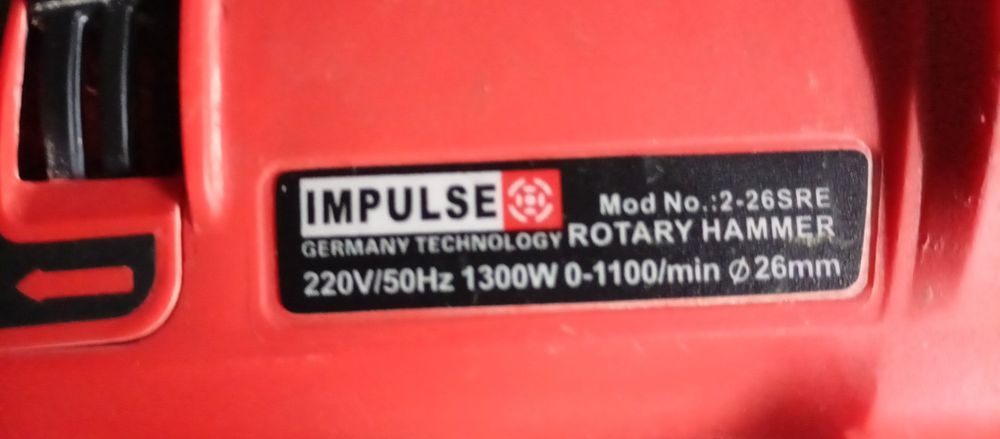 IMPULSE
Mod No.:2-26SRE
GERMANY TECHNOLOGY ROTARY HAMMER
220V/50Hz 1300W 0-1100/min ⌀26mm